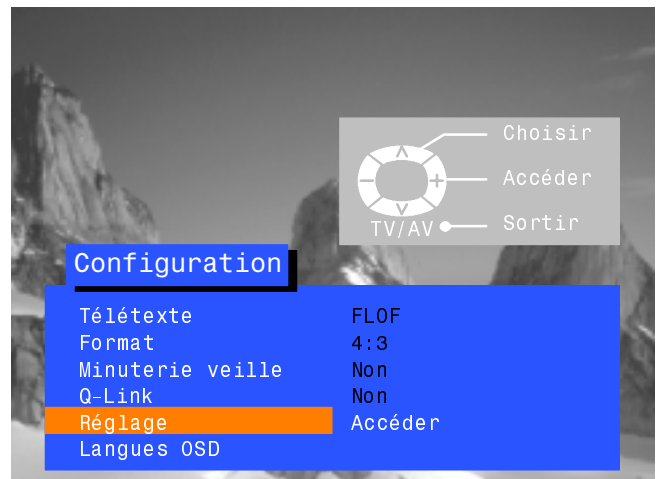 Choisir
Accéder
TV/AV Sortir
Configuration
Télétexte FLOF
Format 4:3
Minuterie veille Non
Q-Link Non
Réglage Accéder
Langues OSD